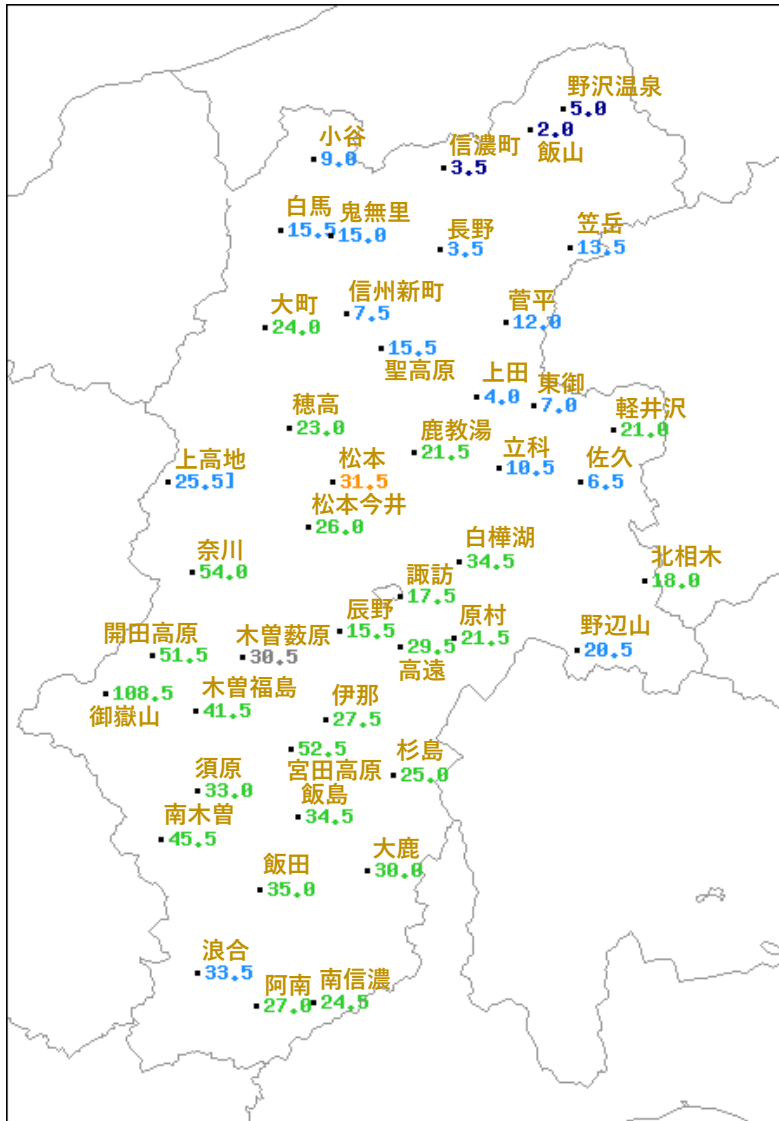 野沢温泉
5.0
2.0
飯山
小谷
9.0
信濃町
3.5
白馬
15.5
鬼無里
15.0
長野
3.5
笠岳
13.5
大町
24.0
信州新町
7.5
菅平
12.0
15.5
聖高原
上田
4.0
東御
7.0
穂高
23.0
軽井沢
21.0
鹿教湯
21.5
上高地
25.5]
松本
31.5
立科
10.5
佐久
6.5
松本今井
26.0
白樺湖
34.5
奈川
54.0
北相木
18.0
諏訪
17.5
辰野
15.5
原村
21.5
開田高原
51.5
木曽薮原
30.5
29.5
高遠
野辺山
20.5
108.5
御嶽山
木曽福島
41.5
伊那
27.5
52.5
宮田高原
杉島
25.0
須原
33.0
飯島
34.5
南木曽
45.5
大鹿
30.0
飯田
35.0
浪合
33.5
阿南
27.0
南信濃
24.5